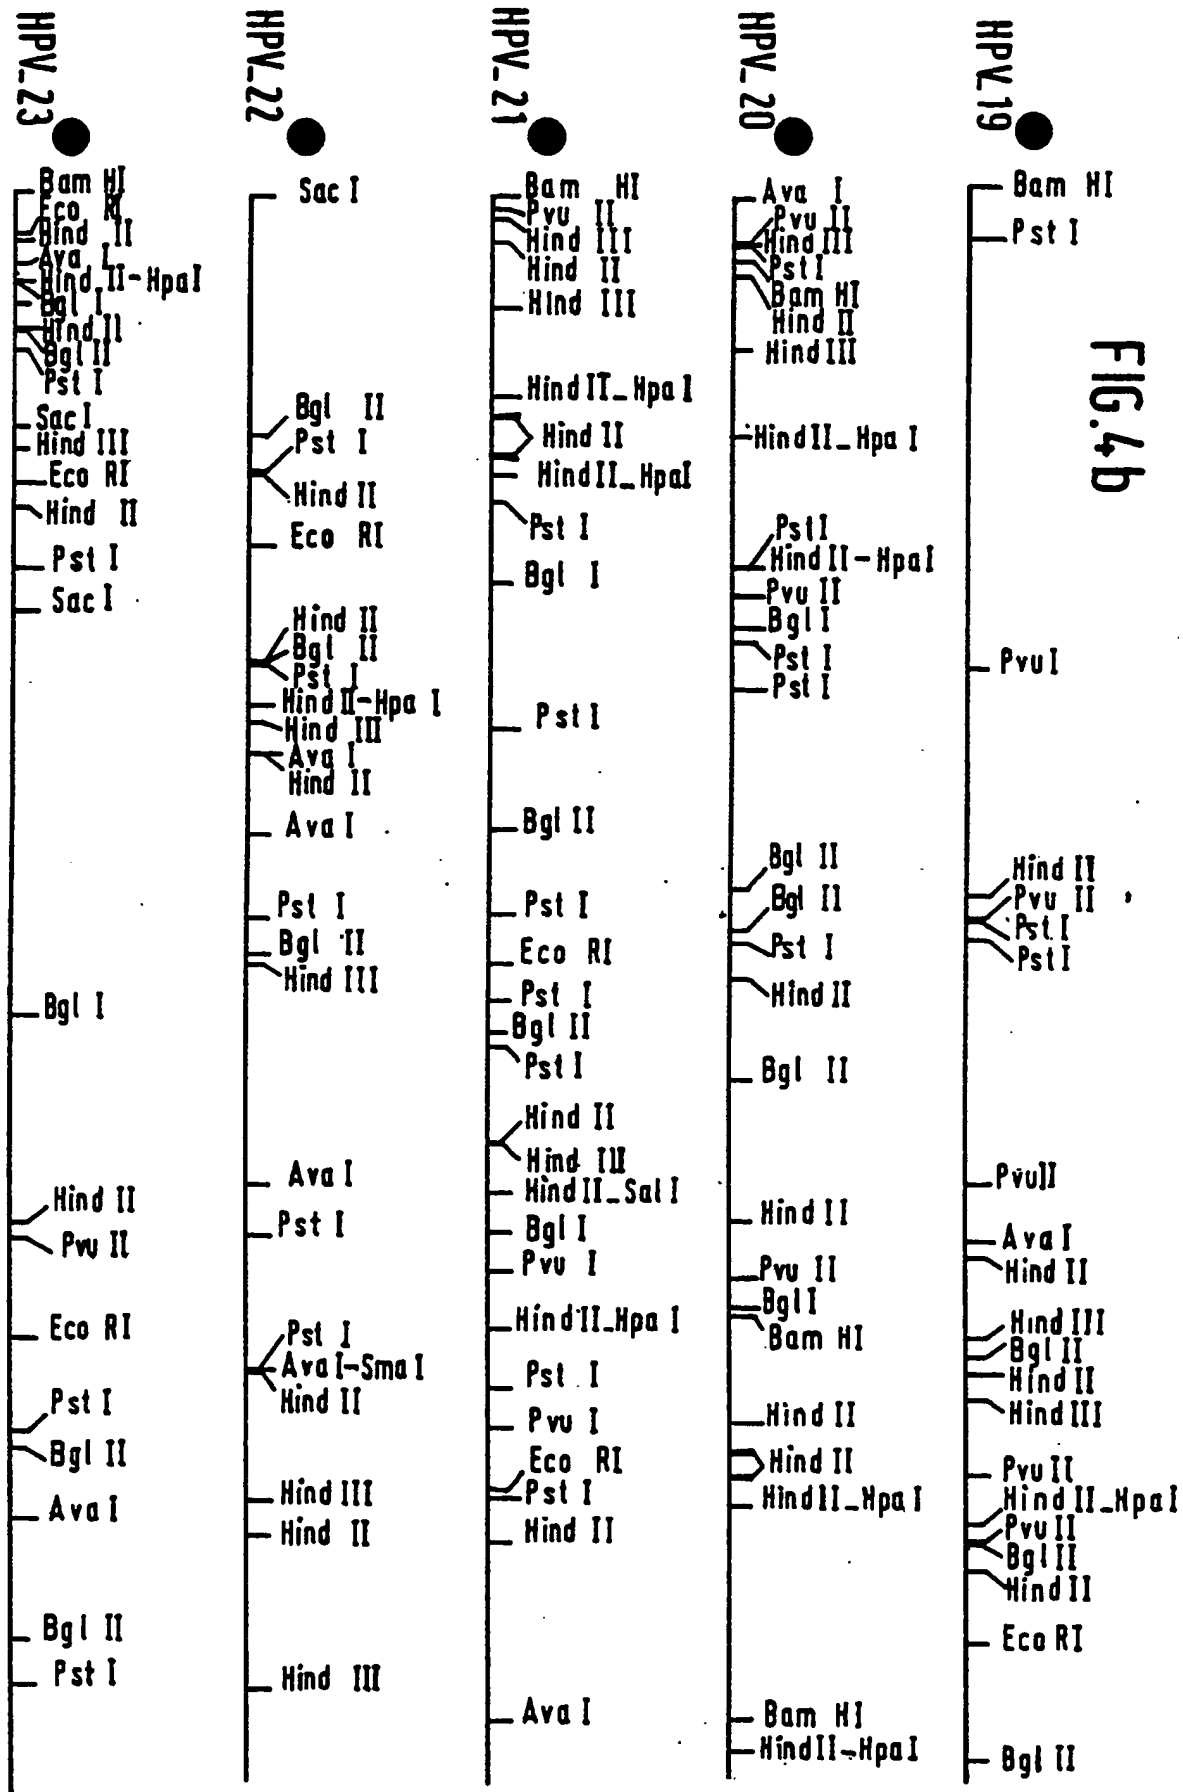 FIG.4b
HPV_19
Bam HI
Pst I
Pvu I
Hind II
Pvu II
Pst I
Pst I
Pvu II
Ava I
Hind II
Hind III
Bgl II
Hind II
Hind III
Pvu II
Hind II_HpaI
Pvu II
Bgl II
Hind II
Eco RI
Bgl II
HPV_20
Ava I
Pvu II
Hind III
Pst I
Bam HI
Hind II
Hind III
Hind II_Hpa I
Pst I
Hind II-Hpa I
Pvu II
Bgl I
Pst I
Pst I
Bgl II
Bgl II
Pst I
Hind II
Bgl II
Hind II
Pvu II
Bgl I
Bam HI
Hind II
Hind II
Hind II_Hpa I
Bam HI
Hind II-Hpa I
HPV_21
Bam HI
Pvu II
Hind III
Hind II
Hind III
Hind II_Hpa I
Hind II
Hind II_HpaI
Pst I
Bgl I
Pst I
Bgl II
Pst I
Eco RI
Pst I
Bgl II
Pst I
Hind II
Hind III
Hind II_Sal I
Bgl I
Pvu I
Hind II_Hpa I
Pst I
Pvu I
Eco RI
Pst I
Hind II
Ava I
HPV_22
Sac I
Bgl II
Pst I
Hind II
Eco RI
Hind II
Bgl II
Pst I
Hind II-Hpa I
Hind III
Ava I
Hind II
Ava I
Pst I
Bgl II
Hind III
Ava I
Pst I
Pst I
Ava I-Sma I
Hind II
Hind III
Hind II
Hind III
HPV_23
Bam HI
Eco RI
Hind II
Ava I
Hind II-HpaI
Bgl I
Hind II
Bgl II
Pst I
Sac I
Hind III
Eco RI
Hind II
Pst I
Sac I
Bgl I
Hind II
Pvu II
Eco RI
Pst I
Bgl II
Ava I
Bgl II
Pst I